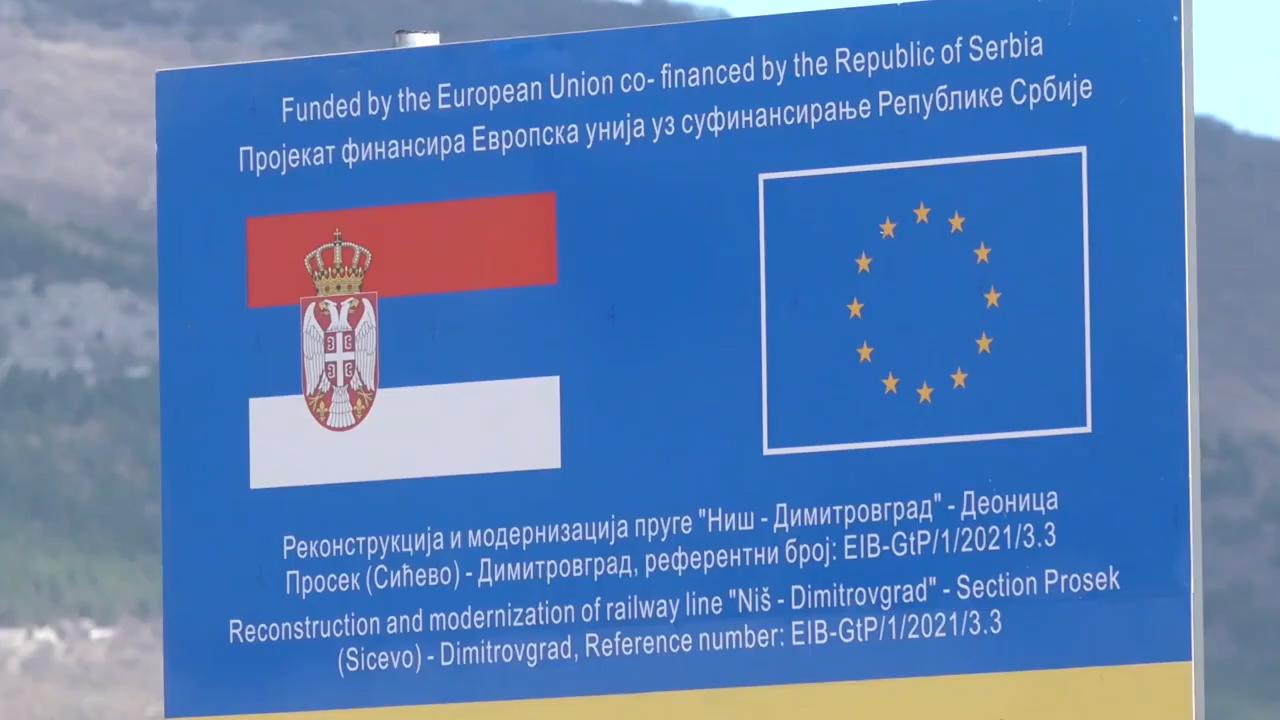 Funded by the European Union co- financed by the Republic of Serbia
Пројекат финансира Европска унија уз суфинансирање Републике Србије
Реконструкција и модернизација пруге "Ниш - Димитровград" - Деоница
Просек (Сићево) - Димитровград, референтни број: EIB-GtP/1/2021/3.3
Reconstruction and modernization of railway line "Niš - Dimitrovgrad" - Section Prosek
(Sicevo) - Dimitrovgrad, Reference number: EIB-GtP/1/2021/3.3